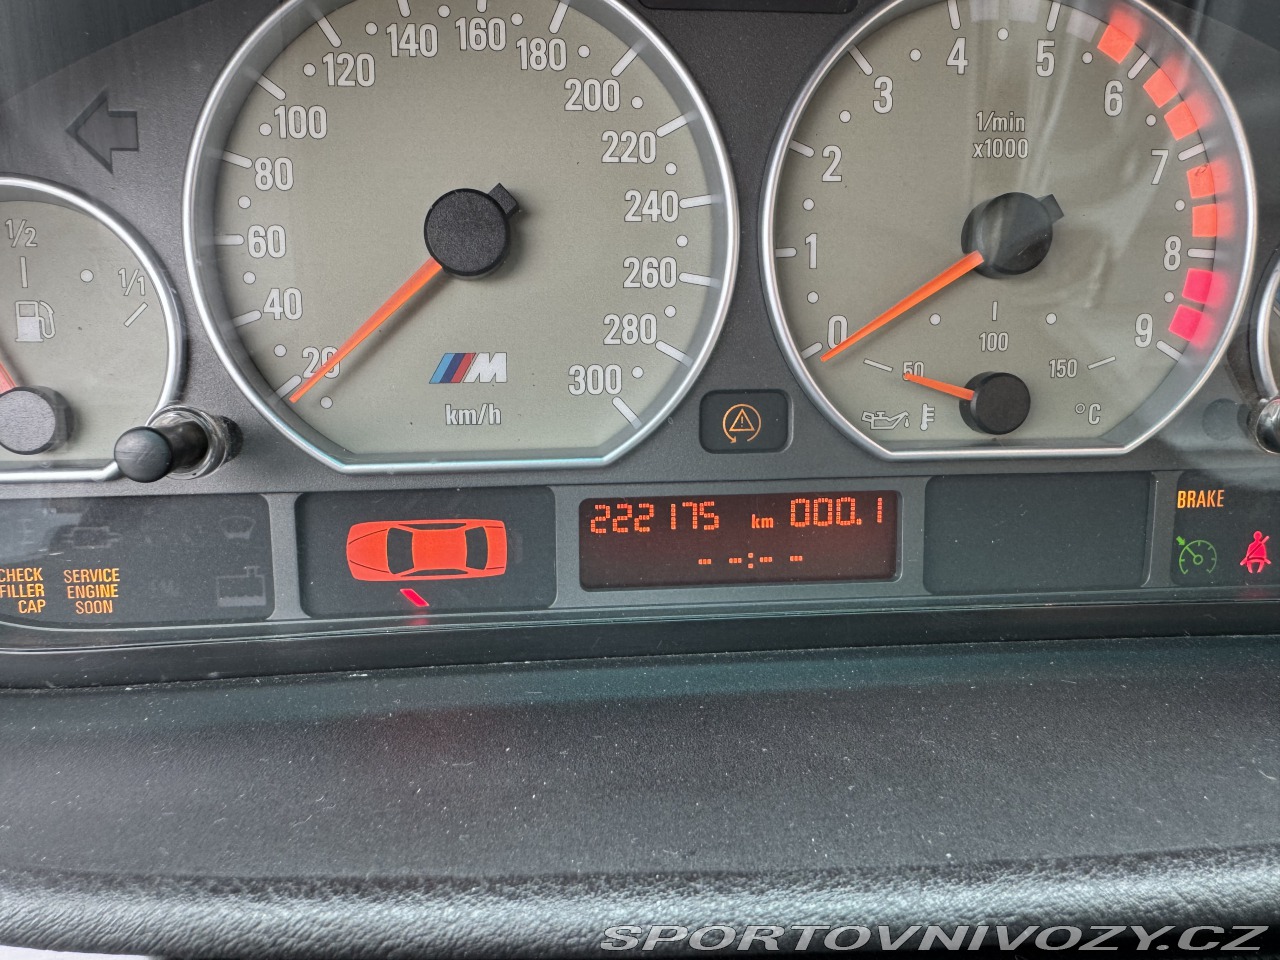 1/2
1/1
20
40
60
80
100
120
140
160
180
200
220
240
260
280
300
M
km/h
0
1
2
3
4
5
6
7
8
9
1/min
x1000
50
100
150
°C
CHECK
FILLER
CAP
SERVICE
ENGINE
SOON
222175 km 000.1
- -:- -
BRAKE
SPORTOVNIVOZY.CZ